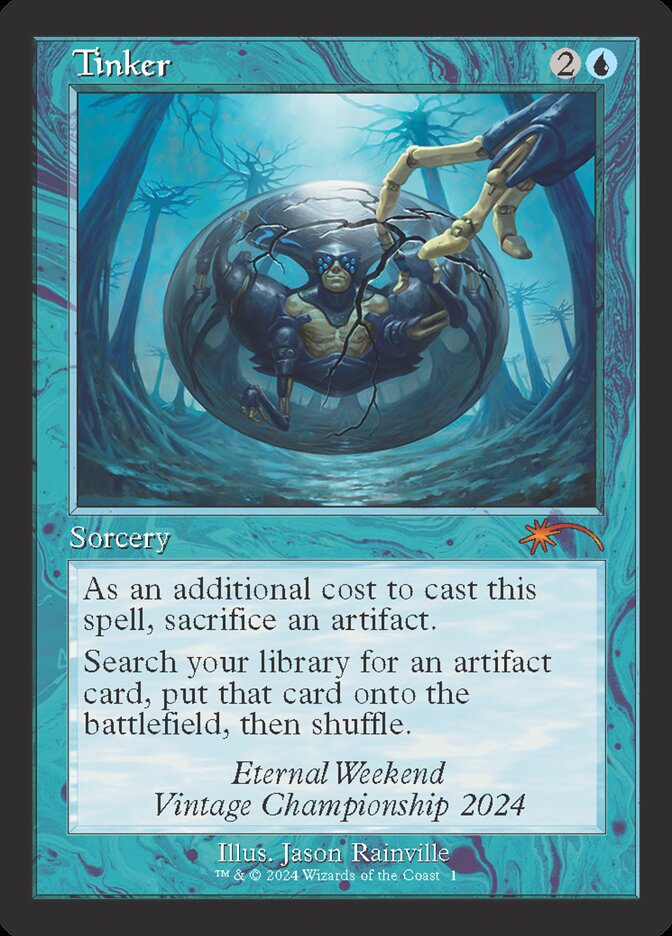 Tinker 2
Sorcery
As an additional cost to cast this
spell, sacrifice an artifact.
Search your library for an artifact
card, put that card onto the
battlefield, then shuffle.
Eternal Weekend
Vintage Championship 2024
Illus. Jason Rainville
™ & © 2024 Wizards of the Coast 1